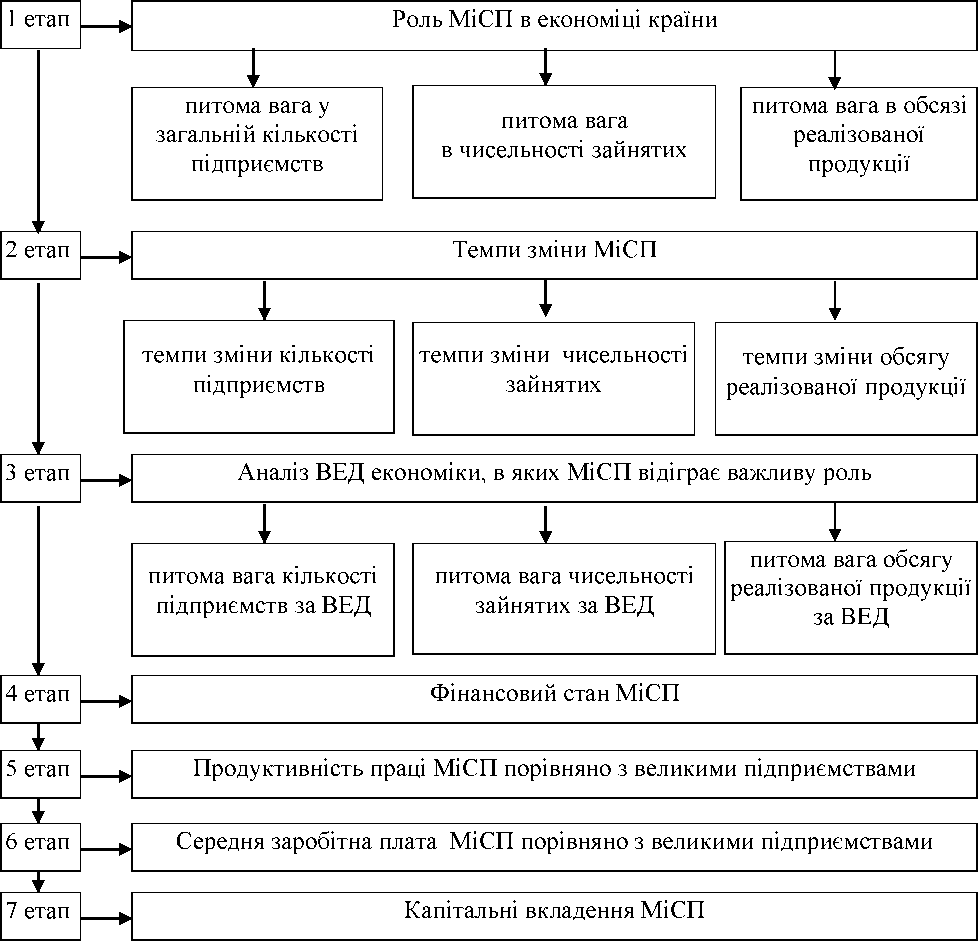 1 етап
Роль МіСП в економіці країни
питома вага у
загальній кількості
підприємств
питома вага
в чисельності зайнятих
питома вага в обсязі
реалізованої
продукції
2 етап
Темпи зміни МіСП
темпи зміни кількості
підприємств
темпи зміни чисельності
зайнятих
темпи зміни обсягу
реалізованої продукції
3 етап
Аналіз ВЕД економіки, в яких МіСП відіграє важливу роль
питома вага кількості
підприємств за ВЕД
питома вага чисельності
зайнятих за ВЕД
питома вага обсягу
реалізованої продукції
за ВЕД
4 етап
Фінансовий стан МіСП
5 етап
Продуктивність праці МіСП порівняно з великими підприємствами
6 етап
Середня заробітна плата МіСП порівняно з великими підприємствами
7 етап
Капітальні вкладення МіСП